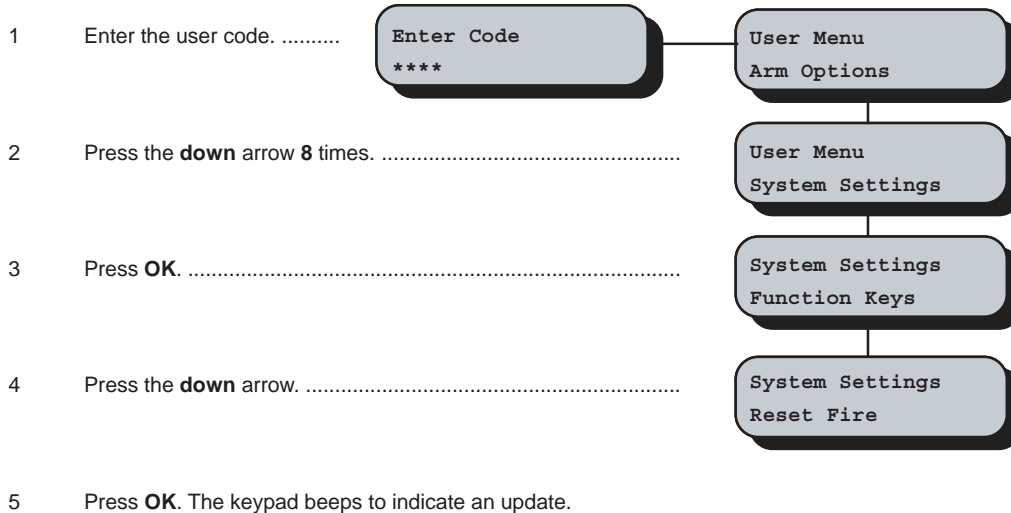 1 Enter the user code. .......... Enter Code
****
User Menu
Arm Options
2 Press the down arrow 8 times. ................................................... User Menu
System Settings
3 Press OK. .................................................................................... System Settings
Function Keys
4 Press the down arrow. ................................................................ System Settings
Reset Fire
5 Press OK. The keypad beeps to indicate an update.